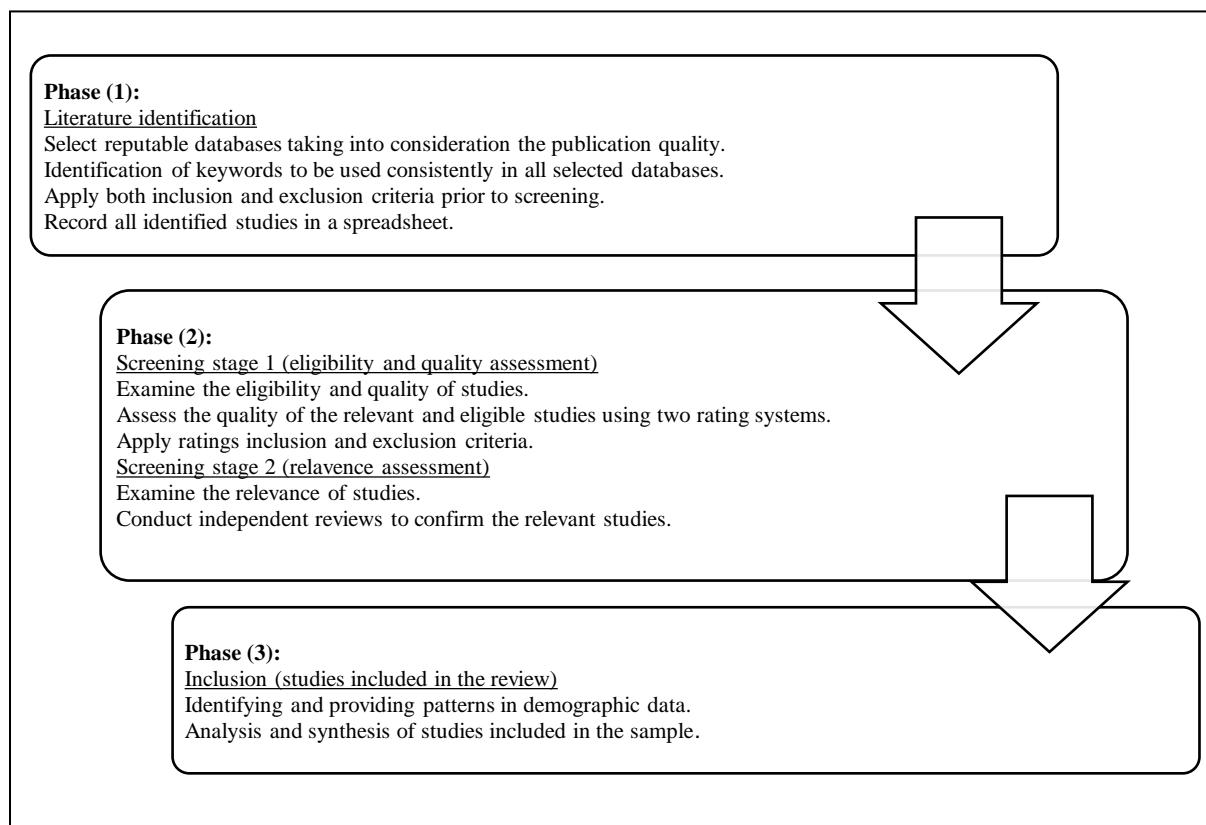 Phase (1):
Literature identification
Select reputable databases taking into consideration the publication quality.
Identification of keywords to be used consistently in all selected databases.
Apply both inclusion and exclusion criteria prior to screening.
Record all identified studies in a spreadsheet.
Phase (2):
Screening stage 1 (eligibility and quality assessment)
Examine the eligibility and quality of studies.
Assess the quality of the relevant and eligible studies using two rating systems.
Apply ratings inclusion and exclusion criteria.
Screening stage 2 (relavence assessment)
Examine the relevance of studies.
Conduct independent reviews to confirm the relevant studies.
Phase (3):
Inclusion (studies included in the review)
Identifying and providing patterns in demographic data.
Analysis and synthesis of studies included in the sample.